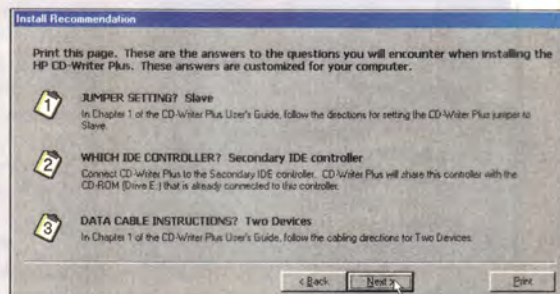 Install Recommendation
Print this page. These are the answers to the questions you will encounter when installing the
HP CD-Writer Plus. These answers are customized for your computer.
1
JUMPER SETTING? Slave
In Chapter 1 of the CD-Writer Plus User's Guide, follow the directions for setting the CD-Writer Plus jumper to
Slave.
2
WHICH IDE CONTROLLER? Secondary IDE controller
Connect CD-Writer Plus to the Secondary IDE controller. CD-Writer Plus will share this controller with the
CD-ROM (Drive E:) that is already connected to this controller.
3
DATA CABLE INSTRUCTIONS? Two Devices
In Chapter 1 of the CD-Writer Plus User's Guide, follow the cabling directions for Two Devices.
< Back Next > Print